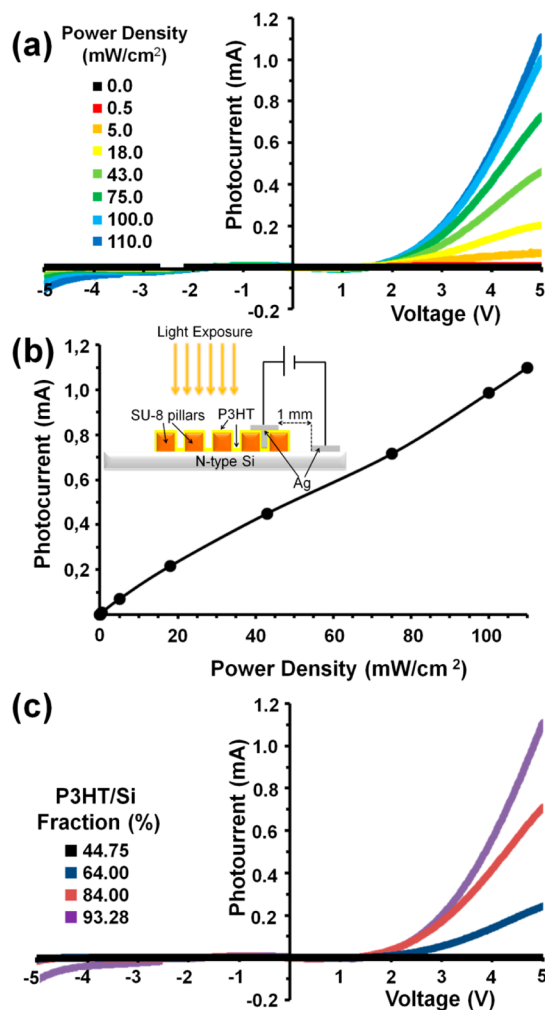 (a)
Power Density
(mW/cm2)
0.0
0.5
5.0
18.0
43.0
75.0
100.0
110.0
Photocurrent (mA)
1.2
1.0
0.8
0.6
0.4
0.2
-0.2
-5 -4 -3 -2 -1 1 2 3 4 5
Voltage (V)
(b)
Photocurrent (mA)
1,2
1,0
0,8
0,6
0,4
0,2
Light Exposure
SU-8 pillars
P3HT
1 mm
N-type Si
Ag
0 20 40 60 80 100
Power Density (mW/cm2)
(c)
P3HT/Si
Fraction (%)
44.75
64.00
84.00
93.28
Photourrent (mA)
1.2
1.0
0.8
0.6
0.4
0.2
-0.2
-5 -4 -3 -2 -1 1 2 3 4 5
Voltage (V)